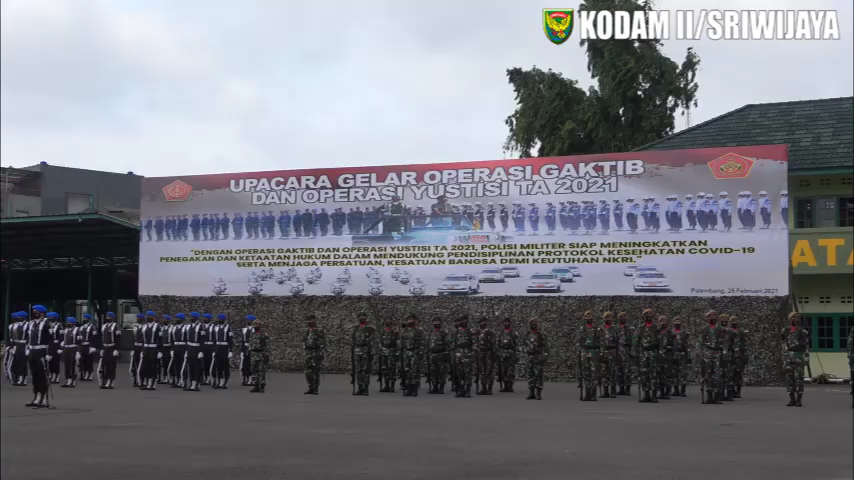 KODAM II/SRIWIJAYA
UPACARA GELAR OPERASI GAKTIB
DAN OPERASI YUSTISI TA 2021
"DENGAN OPERASI GAKTIB DAN OPERASI YUSTISI TA 2021, POLISI MILITER SIAP MENINGKATKAN
PENEGAKAN DAN KETAATAN HUKUM DALAM MENDUKUNG PENDISIPLINAN PROTOKOL KESEHATAN COVID-19
SERTA MENJAGA PERSATUAN, KESATUAN BANGSA DEMI KEUTUHAN NKRI."
Palembang, 25 Februari 2021